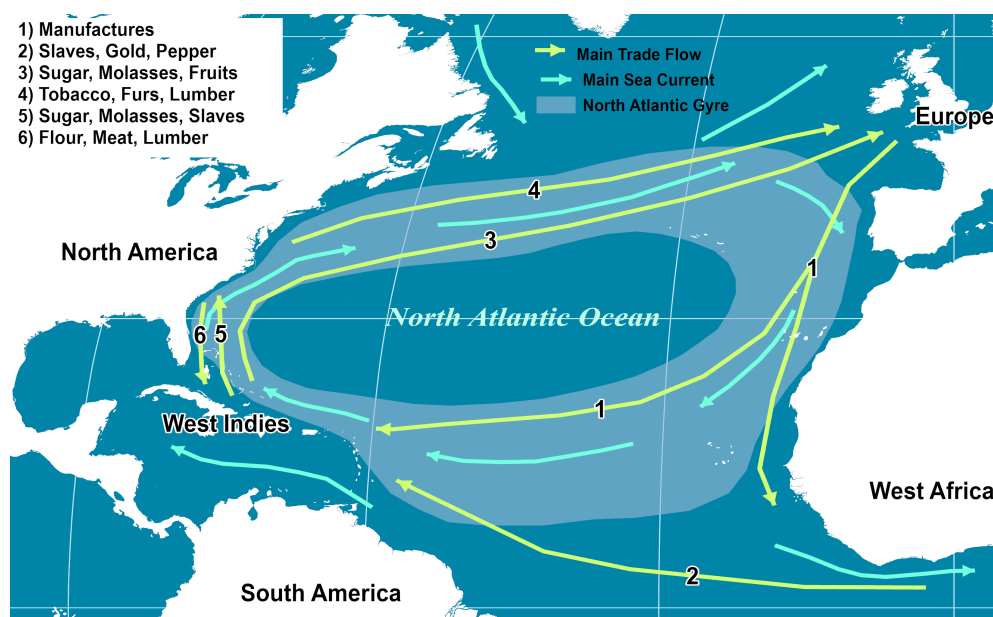 1) Manufactures
2) Slaves, Gold, Pepper
3) Sugar, Molasses, Fruits
4) Tobacco, Furs, Lumber
5) Sugar, Molasses, Slaves
6) Flour, Meat, Lumber
Main Trade Flow
Main Sea Current
North Atlantic Gyre
Europe
4
North America
3
1
North Atlantic Ocean
6
5
1
West Indies
West Africa
2
South America